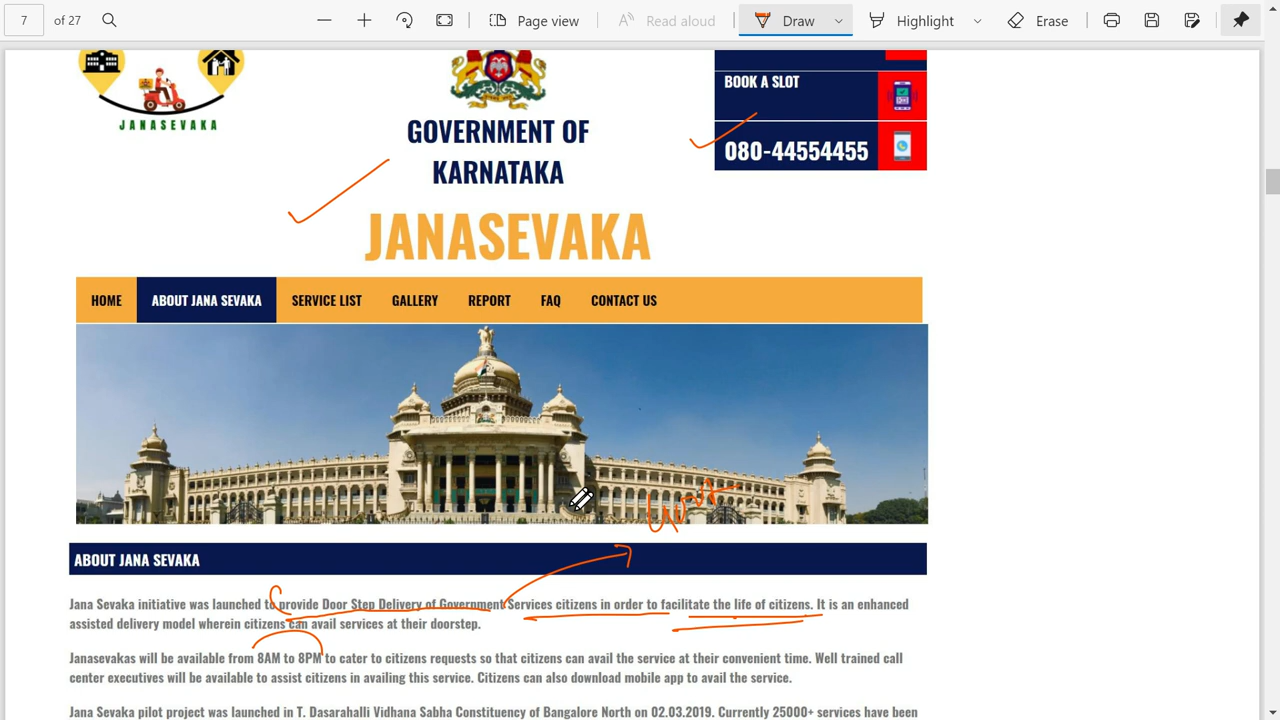 7 of 27 Page view Read aloud Draw Highlight Erase
JANASEVAKA
GOVERNMENT OF
KARNATAKA
BOOK A SLOT
080-44554455
JANASEVAKA
HOME ABOUT JANA SEVAKA SERVICE LIST GALLERY REPORT FAQ CONTACT US
ABOUT JANA SEVAKA
Jana Sevaka initiative was launched to provide Door Step Delivery of Government Services citizens in order to facilitate the life of citizens. It is an enhanced
assisted delivery model wherein citizens can avail services at their doorstep.
Janasevakas will be available from 8AM to 8PM to cater to citizens requests so that citizens can avail the service at their convenient time. Well trained call
center executives will be available to assist citizens in availing this service. Citizens can also download mobile app to avail the service.
Jana Sevaka pilot project was launched in T. Dasarahalli Vidhana Sabha Constituency of Bangalore North on 02.03.2019. Currently 25000+ services have been